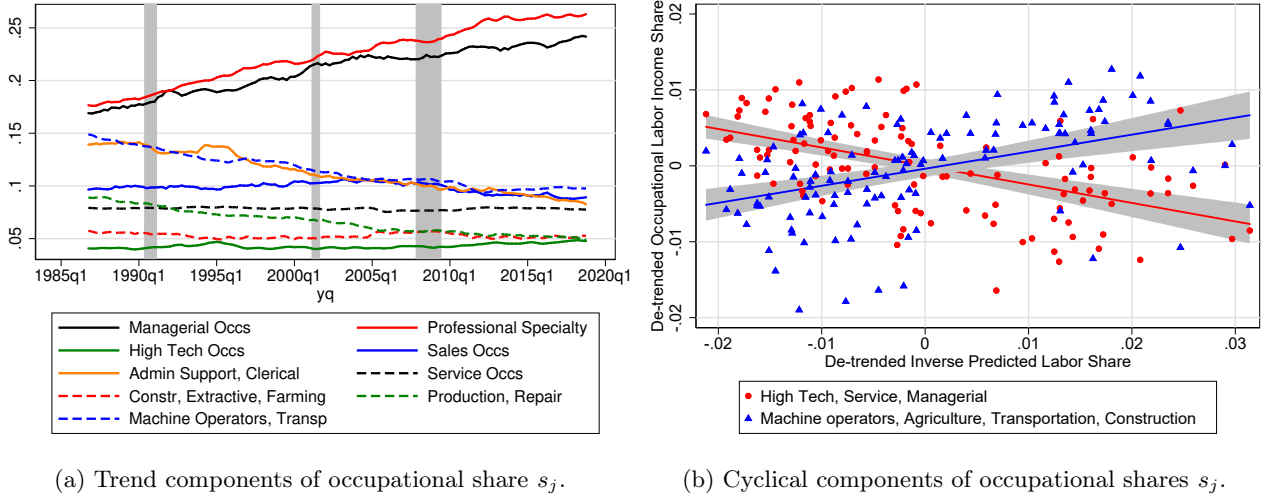 .25
.2
.15
.1
.05
1985q1 1990q1 1995q1 2000q1 2005q1 2010q1 2015q1 2020q1
yq
Managerial Occs
Professional Specialty
High Tech Occs
Sales Occs
Admin Support, Clerical
Service Occs
Constr, Extractive, Farming
Production, Repair
Machine Operators, Transp
(a) Trend components of occupational share sj.
De-trended Occupational Labor Income Share
.02
.01
0
-.01
-.02
-.02 -.01 0 .01 .02 .03
De-trended Inverse Predicted Labor Share
High Tech, Service, Managerial
Machine operators, Agriculture, Transportation, Construction
(b) Cyclical components of occupational shares sj.